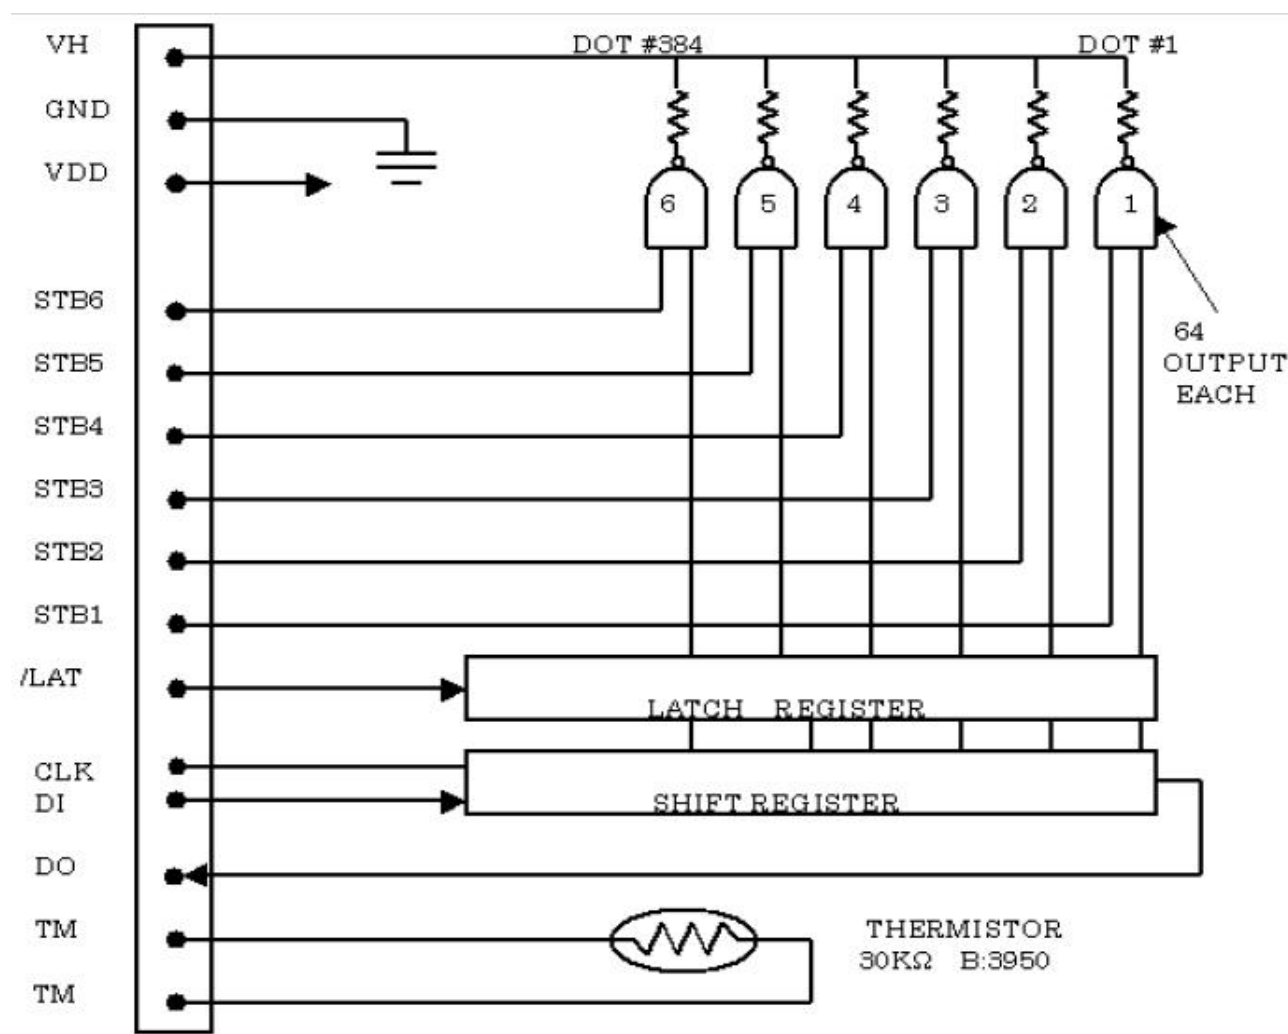 VH
DOT #384
DOT #1
GND
VDD
6
5
4
3
2
1
STB6
64
OUTPUT
EACH
STB5
STB4
STB3
STB2
STB1
/LAT
LATCH REGISTER
CLK
DI
SHIFT REGISTER
DO
TM
THERMISTOR
30KΩ B:3950
TM